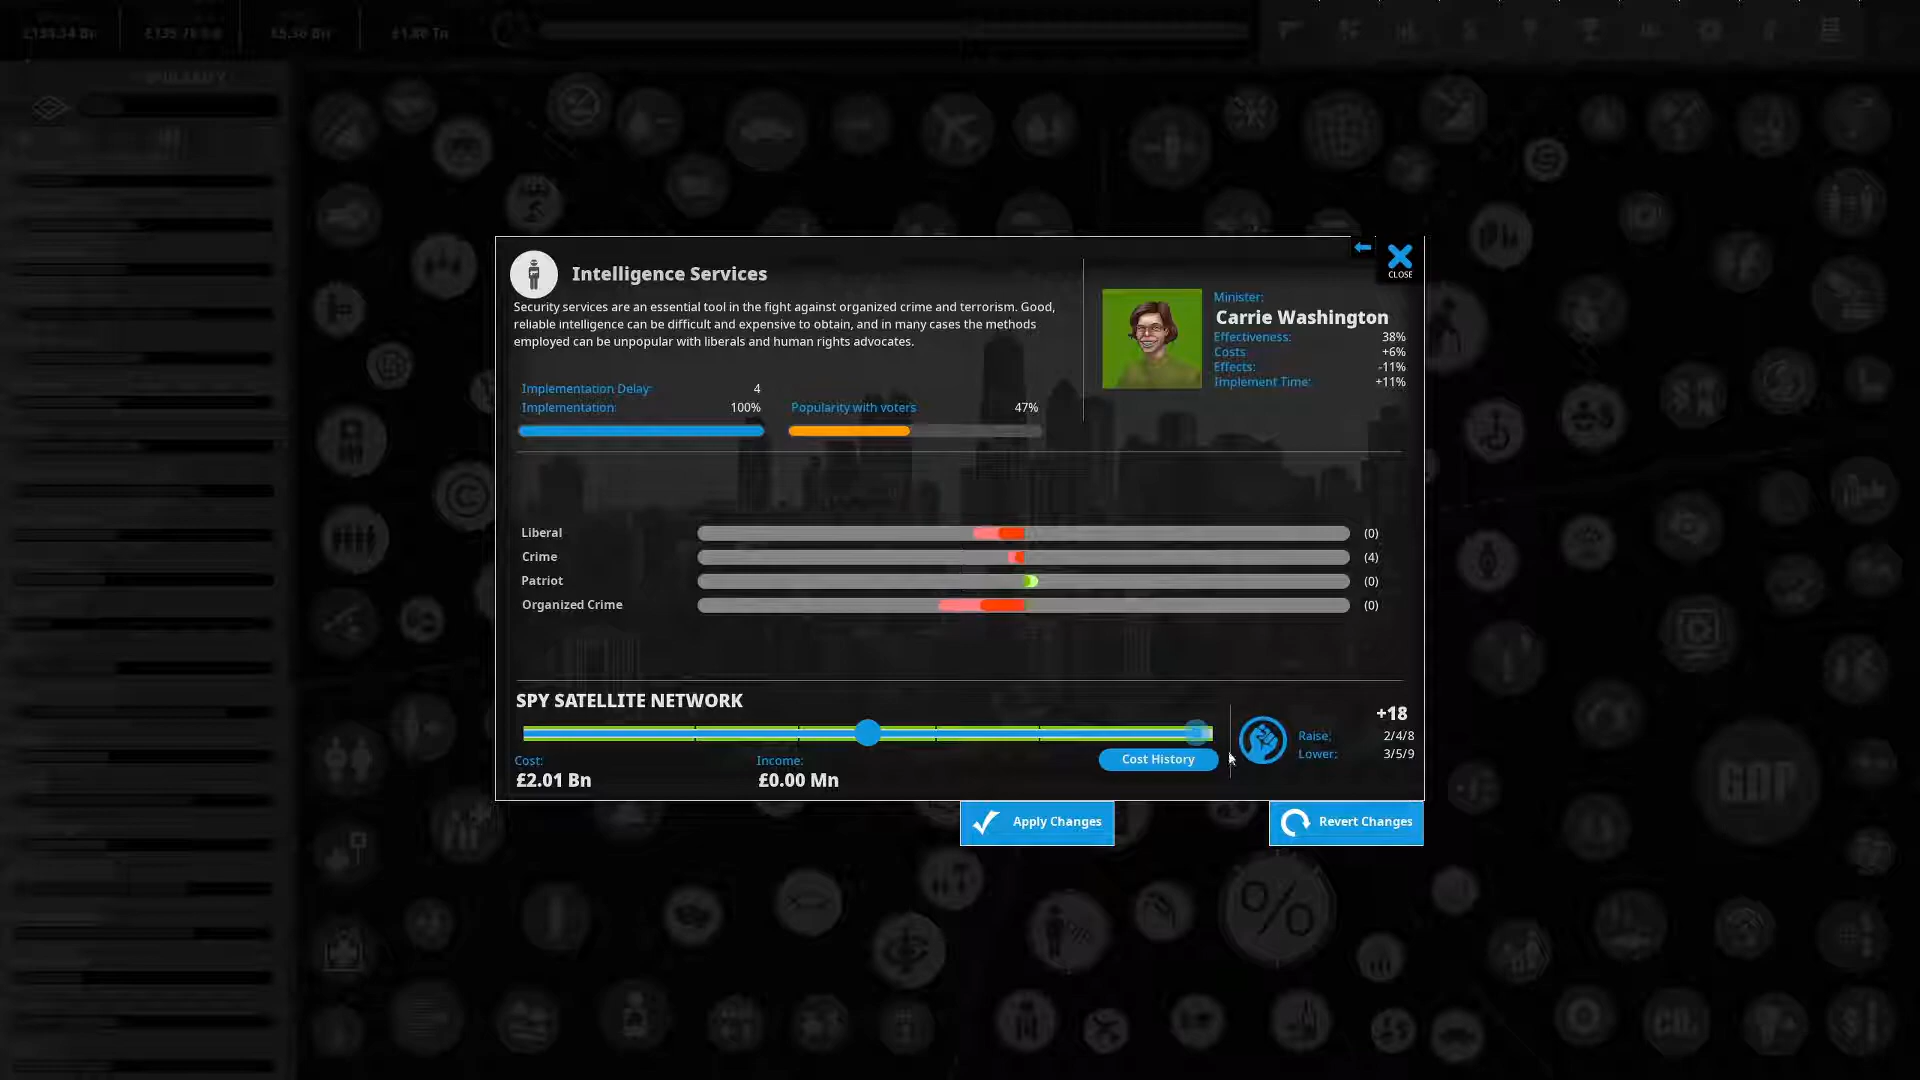 Intelligence Services
Security services are an essential tool in the fight against organized crime and terrorism. Good,
reliable intelligence can be difficult and expensive to obtain, and in many cases the methods
employed can be unpopular with liberals and human rights advocates.
CLOSE
Minister:
Carrie Washington
Effectiveness: 38%
Costs +6%
Effects: -11%
Implement Time: +11%
Implementation Delay: 4
Implementation: 100%
Popularity with voters 47%
Liberal (0)
Crime (4)
Patriot (0)
Organized Crime (0)
SPY SATELLITE NETWORK
+18
Raise: 2/4/8
Lower: 3/5/9
Cost:
£2.01 Bn
Income:
£0.00 Mn
Cost History
Apply Changes
Revert Changes
GDP
%
CO.